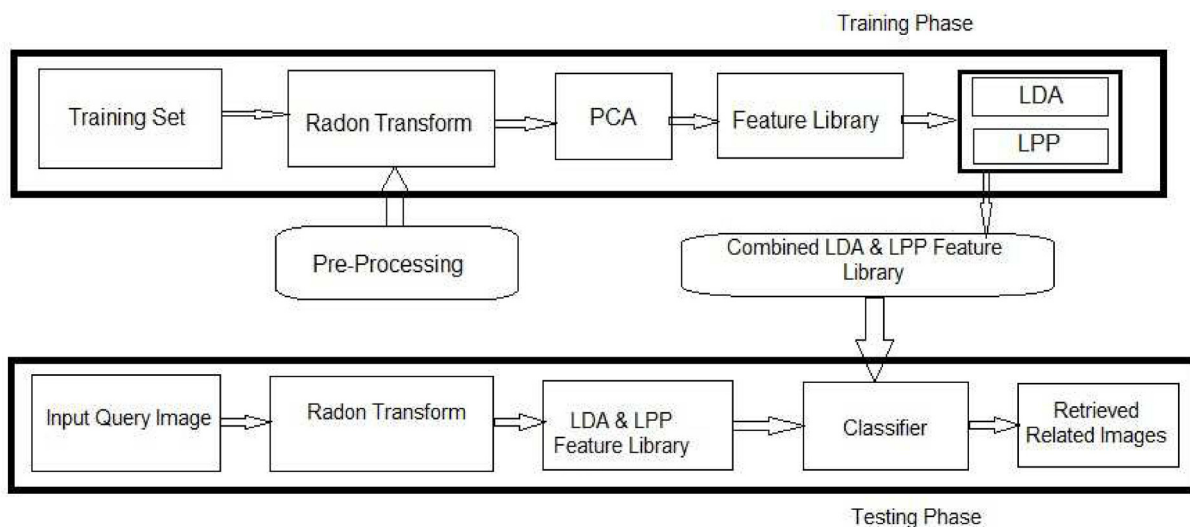 Training Phase
Training Set
Radon Transform
PCA
Feature Library
LDA
LPP
Pre-Processing
Combined LDA & LPP Feature
Library
Input Query Image
Radon Transform
LDA & LPP
Feature Library
Classifier
Retrieved
Related Images
Testing Phase